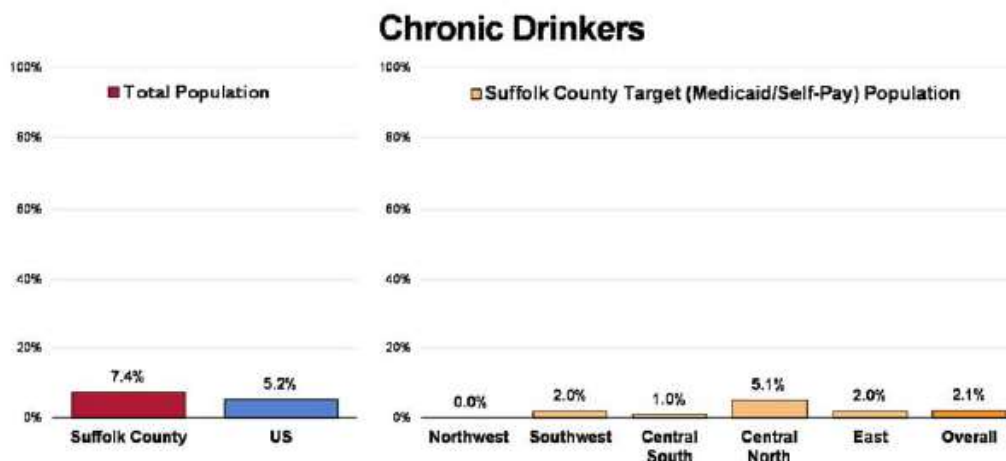 Chronic Drinkers
100%
Total Population
80%
60%
40%
20%
0%
7.4%
5.2%
Suffolk County
US
100%
Suffolk County Target (Medicaid/Self-Pay) Population
80%
60%
40%
20%
0%
0.0%
2.0%
1.0%
5.1%
2.0%
2.1%
Northwest
Southwest
Central
South
Central
North
East
Overall